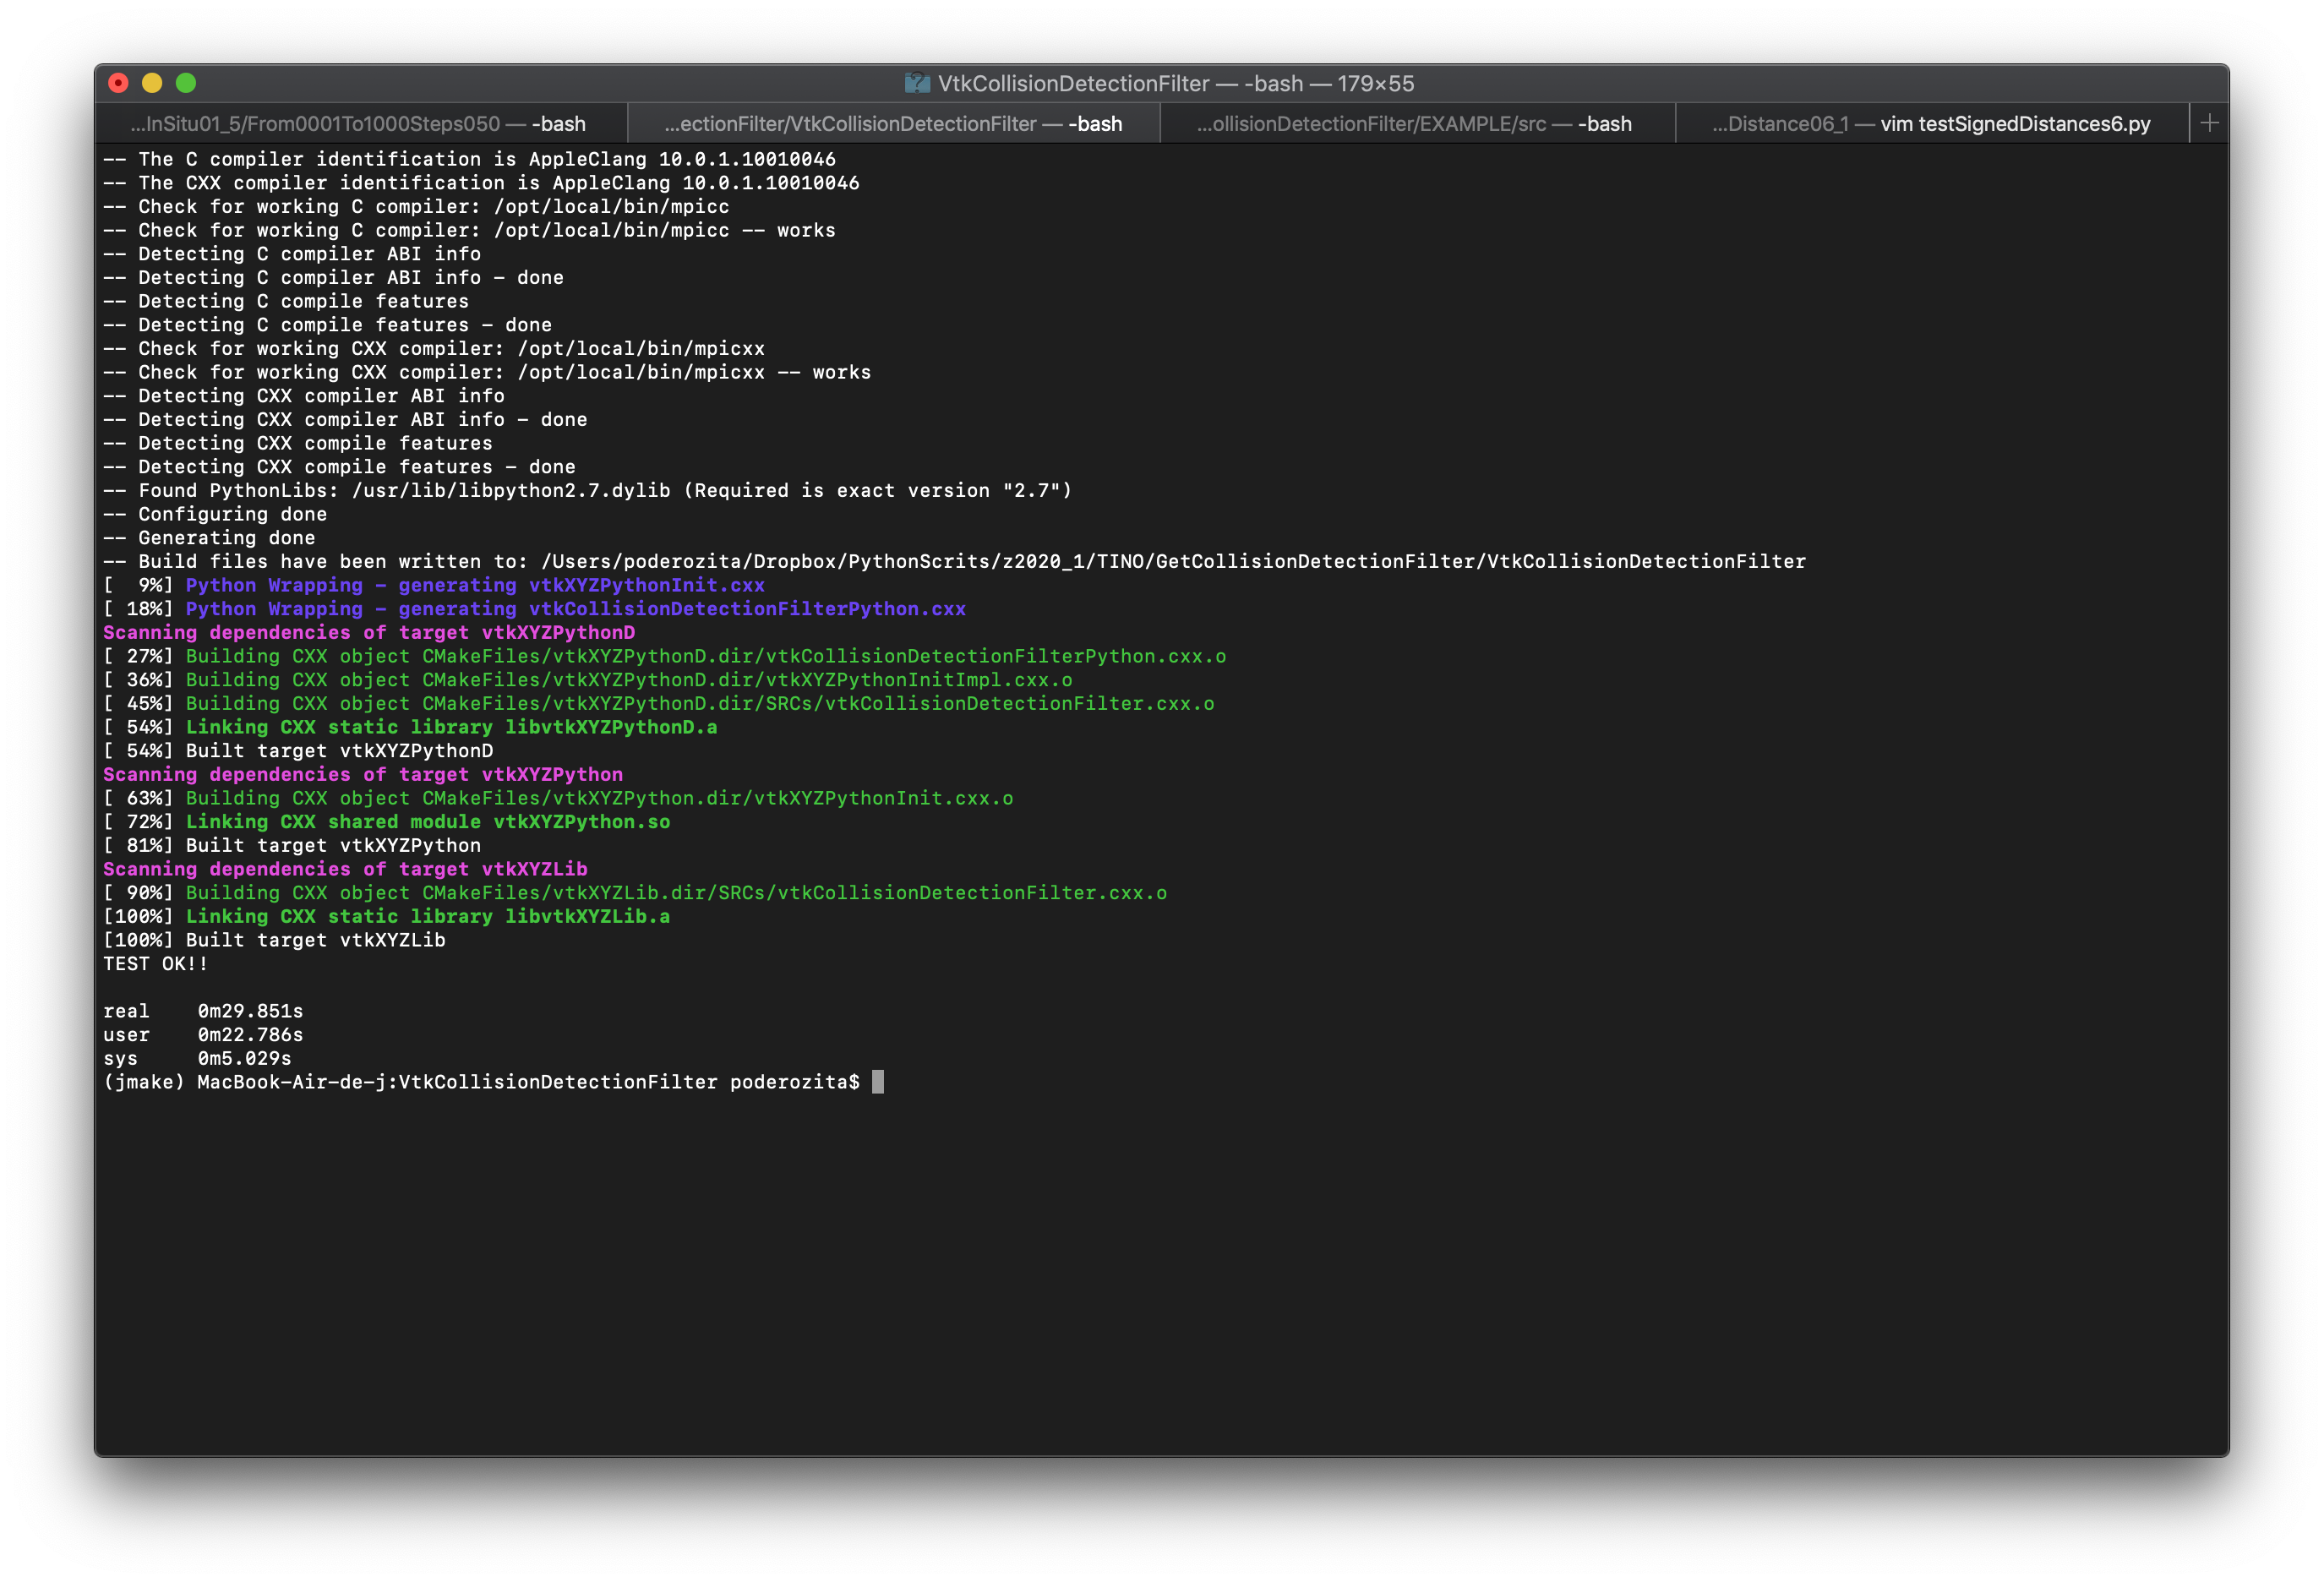 VtkCollisionDetectionFilter — -bash — 179×55
...InSitu01_5/From0001To1000Steps050 — -bash
...ectionFilter/VtkCollisionDetectionFilter — -bash
...ollisionDetectionFilter/EXAMPLE/src — -bash
...Distance06_1 — vim testSignedDistances6.py
-- The C compiler identification is AppleClang 10.0.1.10010046
-- The CXX compiler identification is AppleClang 10.0.1.10010046
-- Check for working C compiler: /opt/local/bin/mpicc
-- Check for working C compiler: /opt/local/bin/mpicc -- works
-- Detecting C compiler ABI info
-- Detecting C compiler ABI info - done
-- Detecting C compile features
-- Detecting C compile features - done
-- Check for working CXX compiler: /opt/local/bin/mpicxx
-- Check for working CXX compiler: /opt/local/bin/mpicxx -- works
-- Detecting CXX compiler ABI info
-- Detecting CXX compiler ABI info - done
-- Detecting CXX compile features
-- Detecting CXX compile features - done
-- Found PythonLibs: /usr/lib/libpython2.7.dylib (Required is exact version "2.7")
-- Configuring done
-- Generating done
-- Build files have been written to: /Users/poderozita/Dropbox/PythonScrits/z2020_1/TINO/GetCollisionDetectionFilter/VtkCollisionDetectionFilter
[  9%] Python Wrapping - generating vtkXYZPythonInit.cxx
[ 18%] Python Wrapping - generating vtkCollisionDetectionFilterPython.cxx
Scanning dependencies of target vtkXYZPythonD
[ 27%] Building CXX object CMakeFiles/vtkXYZPythonD.dir/vtkCollisionDetectionFilterPython.cxx.o
[ 36%] Building CXX object CMakeFiles/vtkXYZPythonD.dir/vtkXYZPythonInitImpl.cxx.o
[ 45%] Building CXX object CMakeFiles/vtkXYZPythonD.dir/SRCs/vtkCollisionDetectionFilter.cxx.o
[ 54%] Linking CXX static library libvtkXYZPythonD.a
[ 54%] Built target vtkXYZPythonD
Scanning dependencies of target vtkXYZPython
[ 63%] Building CXX object CMakeFiles/vtkXYZPython.dir/vtkXYZPythonInit.cxx.o
[ 72%] Linking CXX shared module vtkXYZPython.so
[ 81%] Built target vtkXYZPython
Scanning dependencies of target vtkXYZLib
[ 90%] Building CXX object CMakeFiles/vtkXYZLib.dir/SRCs/vtkCollisionDetectionFilter.cxx.o
[100%] Linking CXX static library libvtkXYZLib.a
[100%] Built target vtkXYZLib
TEST OK!!
real    0m29.851s
user    0m22.786s
sys     0m5.029s
(jmake) MacBook-Air-de-j:VtkCollisionDetectionFilter poderozita$